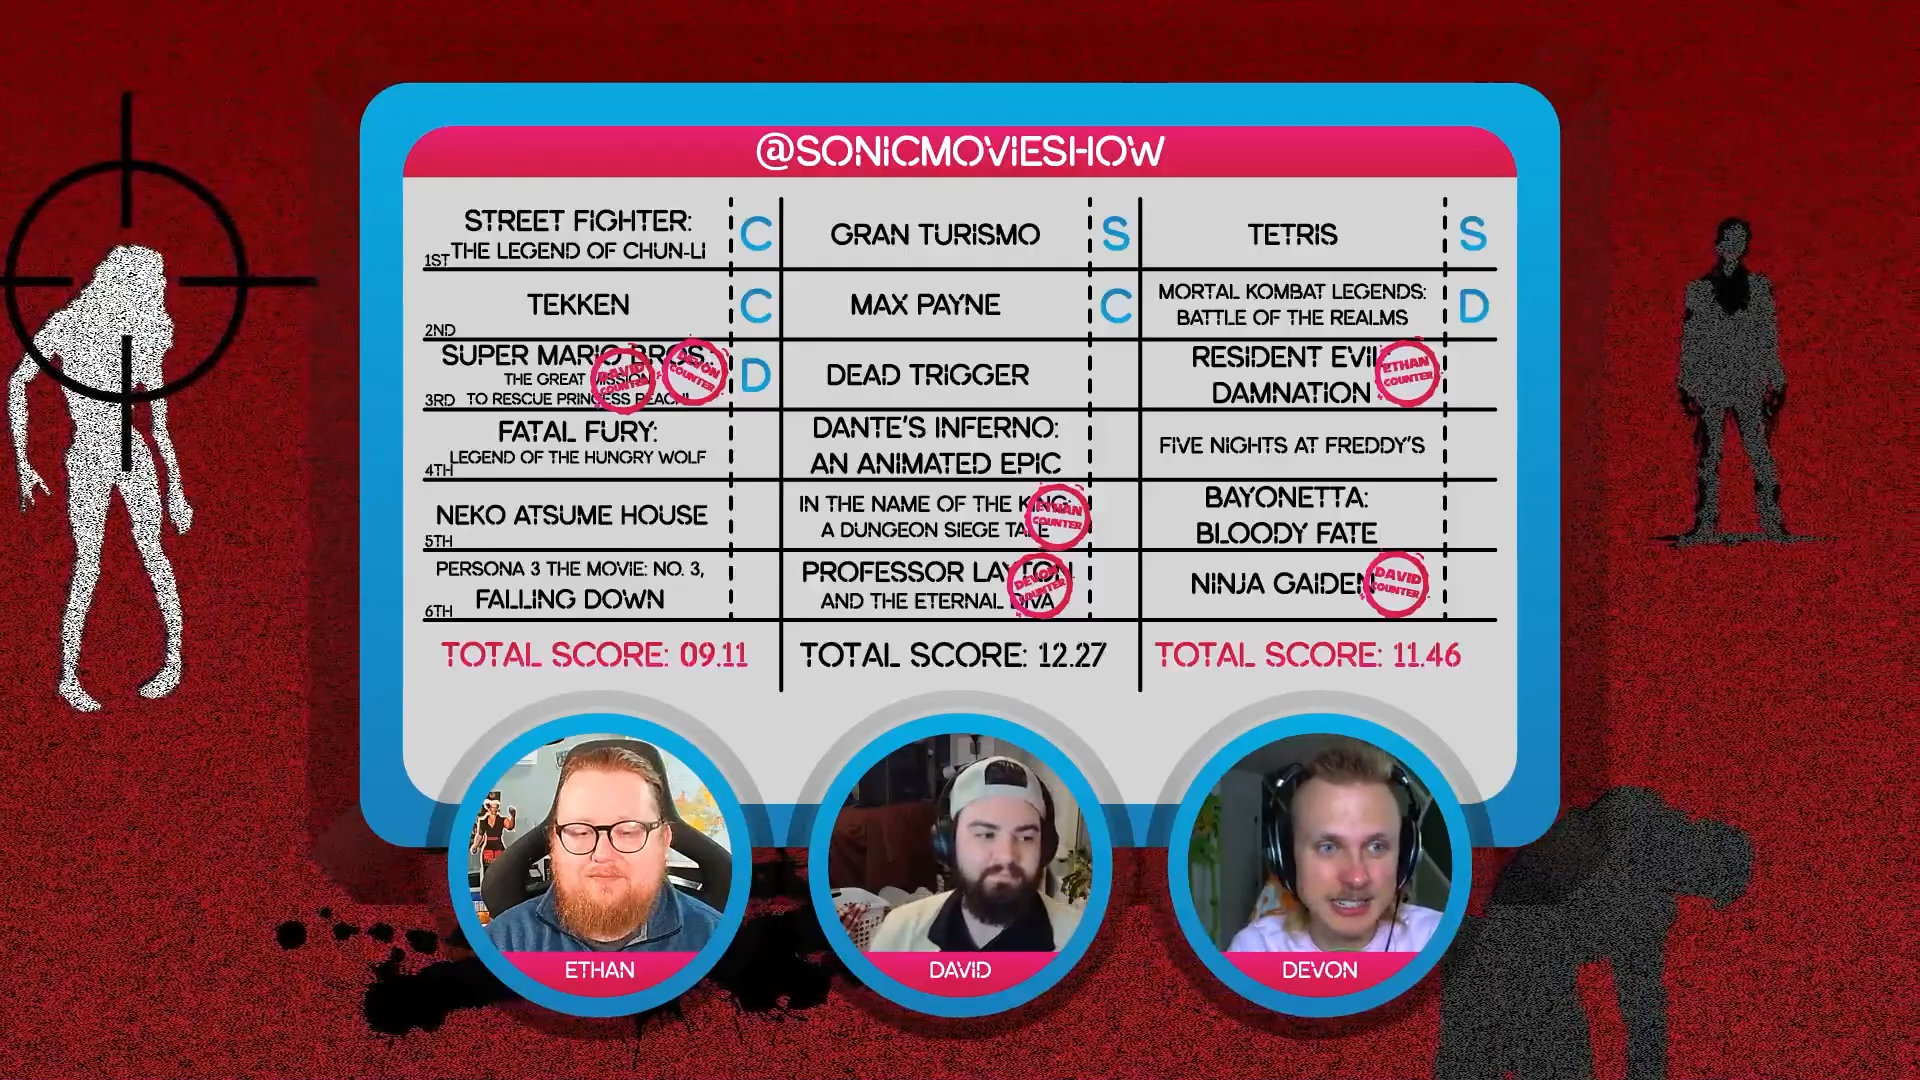 @SONICMOVIESHOW
STREET FIGHTER:
THE LEGEND OF CHUN-LI
1ST
C
GRAN TURISMO
S
TETRIS
S
TEKKEN
2ND
C
MAX PAYNE
C
MORTAL KOMBAT LEGENDS:
BATTLE OF THE REALMS
D
SUPER MARIO BROS.:
THE GREAT MISSION
TO RESCUE PRINCESS PEACH!
3RD
DAVID
COUNTER
DEVON
COUNTER
D
DEAD TRIGGER
RESIDENT EVIL
DAMNATION
ETHAN
COUNTER
FATAL FURY:
LEGEND OF THE HUNGRY WOLF
4TH
DANTE'S INFERNO:
AN ANIMATED EPIC
FIVE NIGHTS AT FREDDY'S
NEKO ATSUME HOUSE
5TH
IN THE NAME OF THE KING:
A DUNGEON SIEGE TALE
ETHAN
COUNTER
BAYONETTA:
BLOODY FATE
PERSONA 3 THE MOVIE: NO. 3,
FALLING DOWN
6TH
PROFESSOR LAYTON
AND THE ETERNAL DIVA
DEVON
COUNTER
NINJA GAIDEN
DAVID
COUNTER
TOTAL SCORE: 09.11
TOTAL SCORE: 12.27
TOTAL SCORE: 11.46
ETHAN
DAVID
DEVON